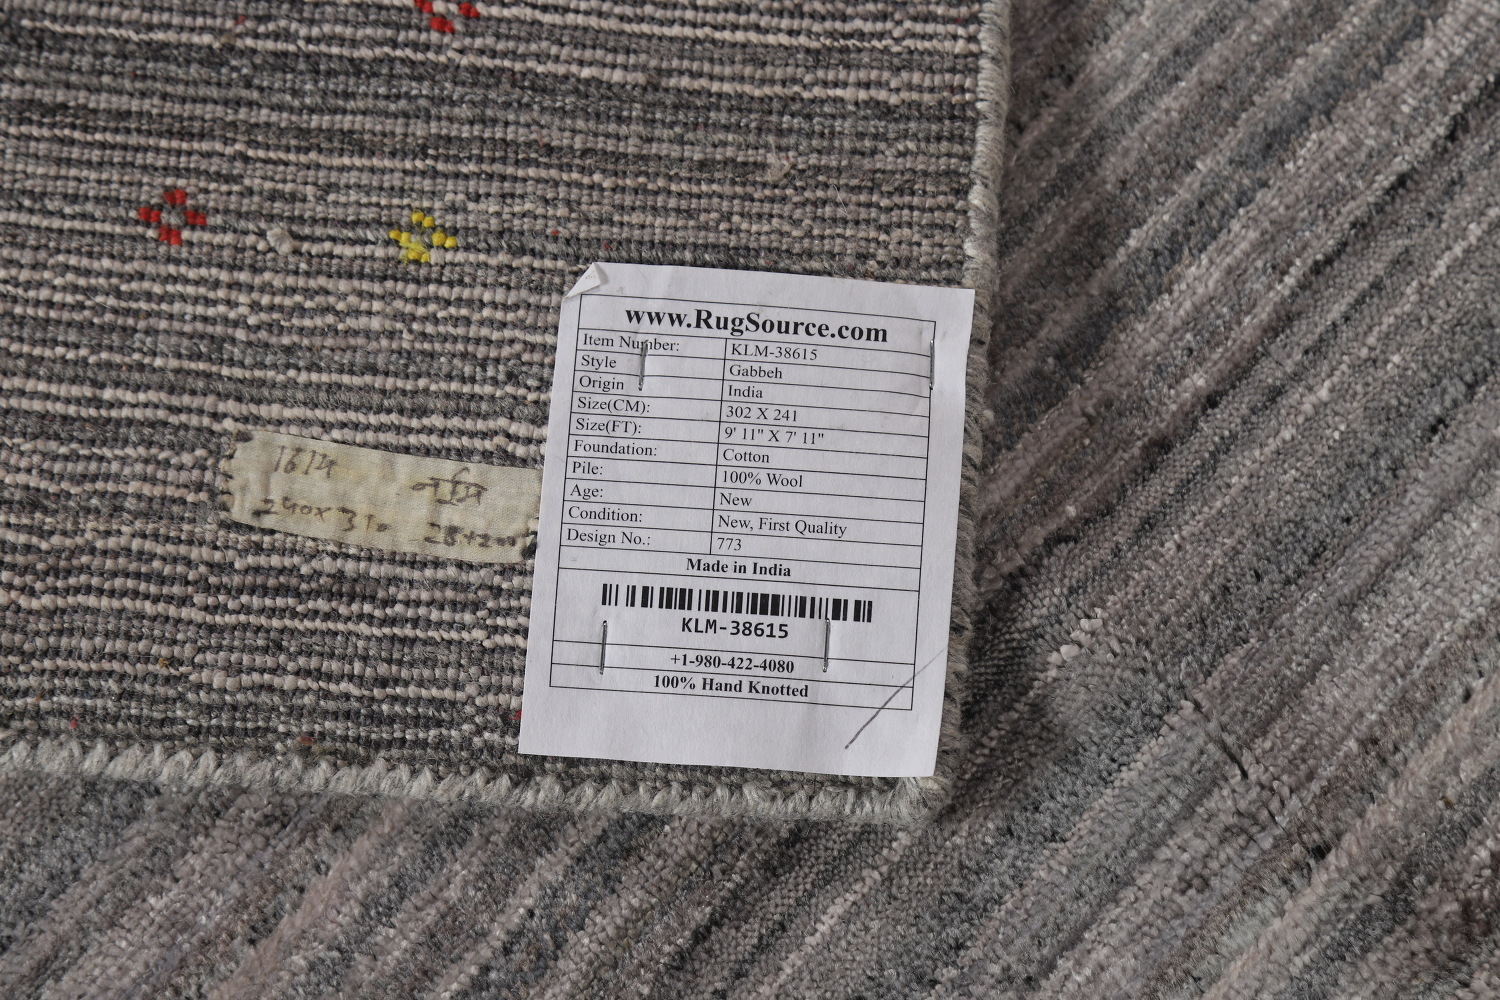 www.RugSource.com
Item Number: KLM-38615
Style Gabbeh
Origin India
Size(CM): 302 X 241
Size(FT): 9' 11" X 7' 11"
Foundation: Cotton
Pile: 100% Wool
Age: New
Condition: New, First Quality
Design No.: 773
Made in India
KLM-38615
+1-980-422-4080
100% Hand Knotted
1614
240x310